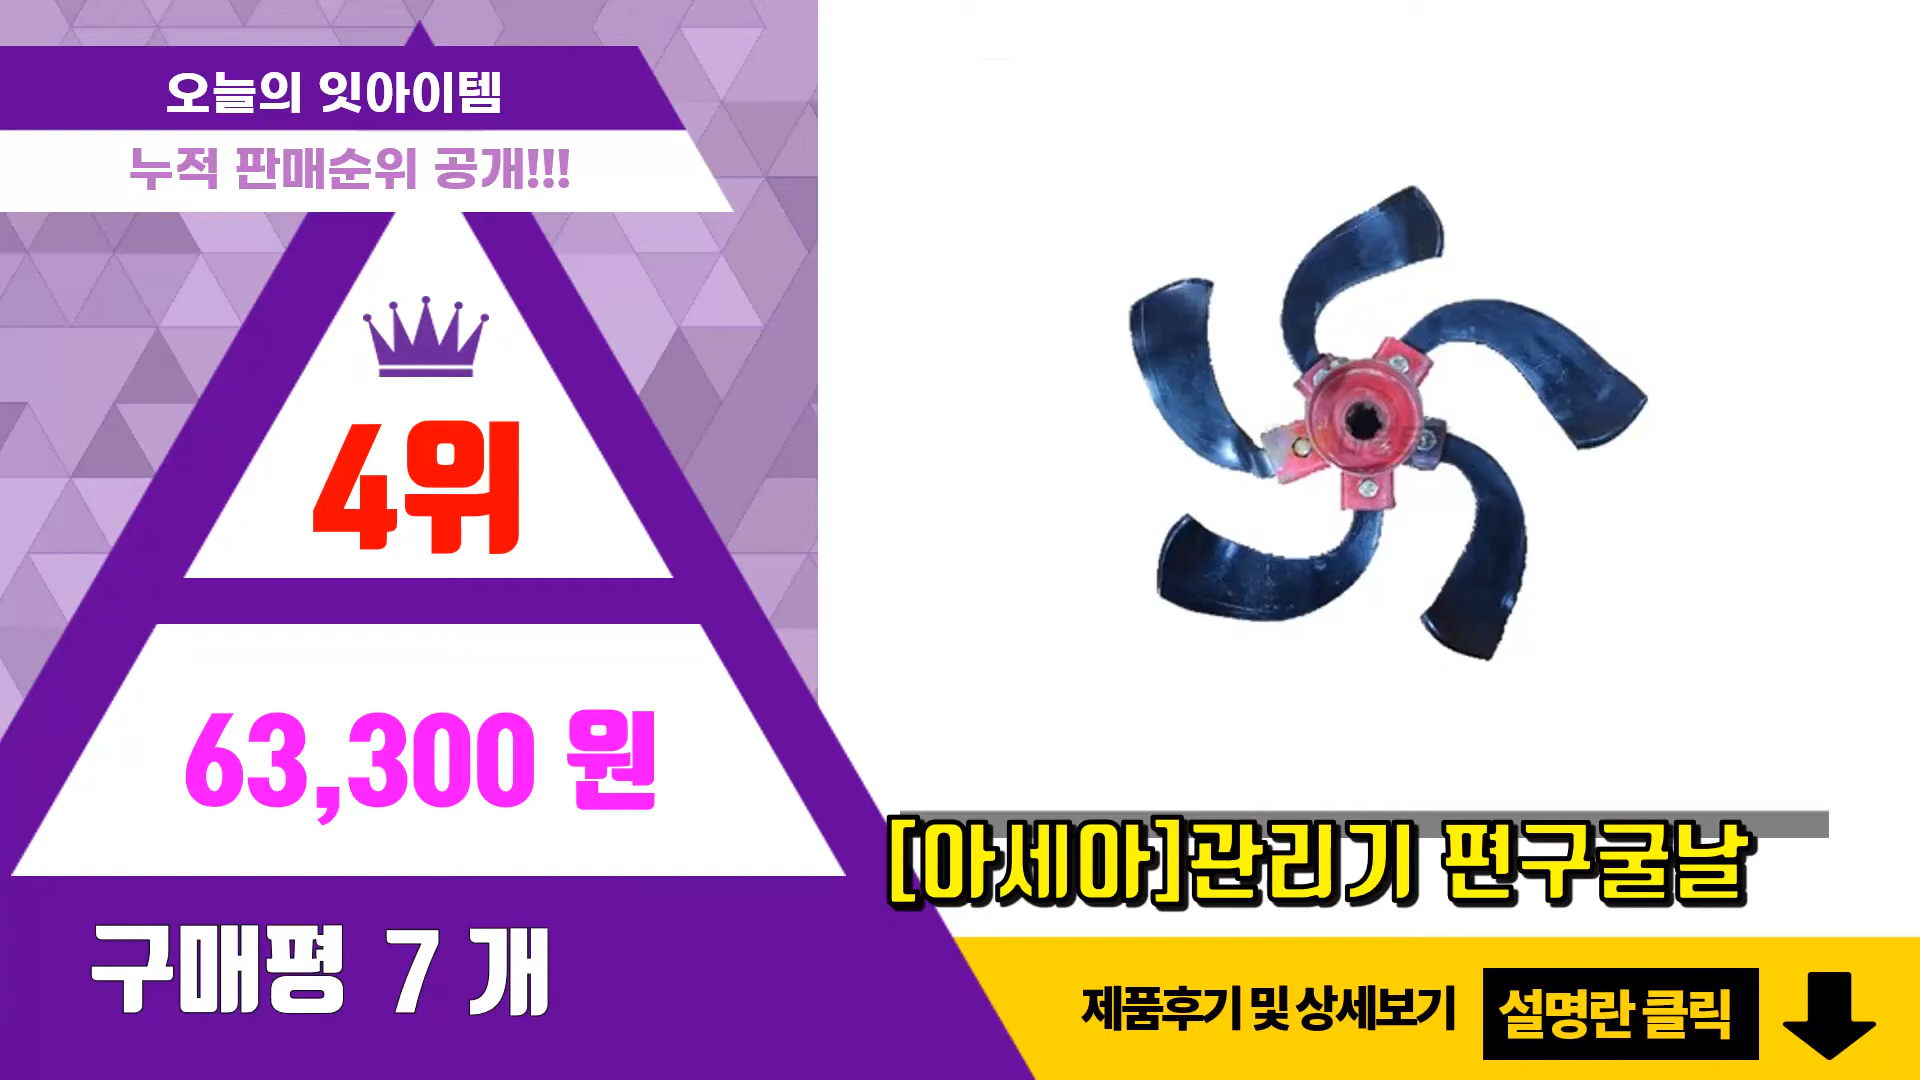 오늘의 잇아이템
누적 판매순위 공개!!!
4위
63,300 원
구매평 7 개
[아세아]관리기 편구굴날
제품후기 및 상세보기
설명란 클릭